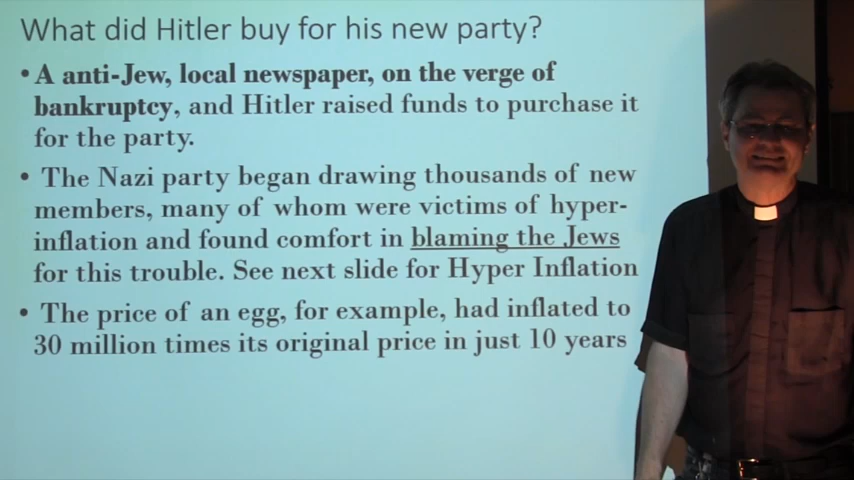 What did Hitler buy for his new party?
• A anti-Jew, local newspaper, on the verge of
bankruptcy, and Hitler raised funds to purchase it
for the party.
• The Nazi party began drawing thousands of new
members, many of whom were victims of hyper-
inflation and found comfort in blaming the Jews
for this trouble. See next slide for Hyper Inflation
• The price of an egg, for example, had inflated to
30 million times its original price in just 10 years